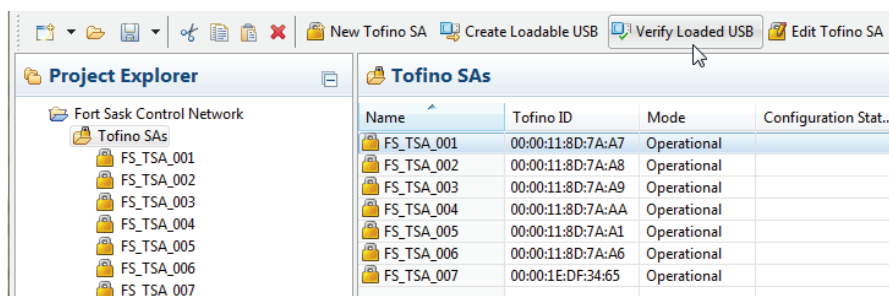 New Tofino SA Create Loadable USB Verify Loaded USB Edit Tofino SA
Project Explorer
Fort Sask Control Network
Tofino SAs
FS_TSA_001
FS_TSA_002
FS_TSA_003
FS_TSA_004
FS_TSA_005
FS_TSA_006
FS_TSA_007
Tofino SAs
Name Tofino ID Mode Configuration Stat..
FS_TSA_001 00:00:11:8D:7A:A7 Operational
FS_TSA_002 00:00:11:8D:7A:A8 Operational
FS_TSA_003 00:00:11:8D:7A:A9 Operational
FS_TSA_004 00:00:11:8D:7A:AA Operational
FS_TSA_005 00:00:11:8D:7A:A1 Operational
FS_TSA_006 00:00:11:8D:7A:A6 Operational
FS_TSA_007 00:00:1E:DF:34:65 Operational